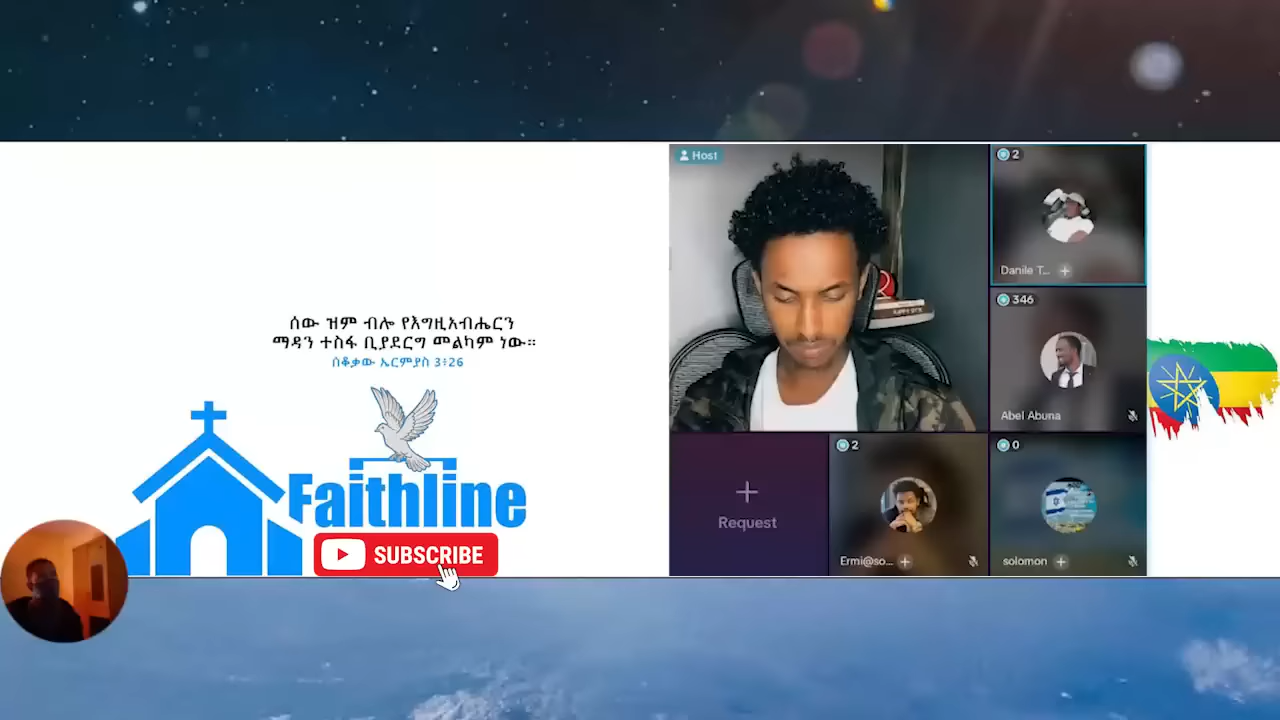 ሰው ዝም ብሎ የእግዚአብሔርን
ማዳን ተስፋ ቢያደርግ መልካም ነው።
ሰቆቃው ኤርምያስ 3፥26
Faithline
SUBSCRIBE
Host
2
Danile T...
346
Abel Abuna
Request
2
Ermi@so...
0
solomon